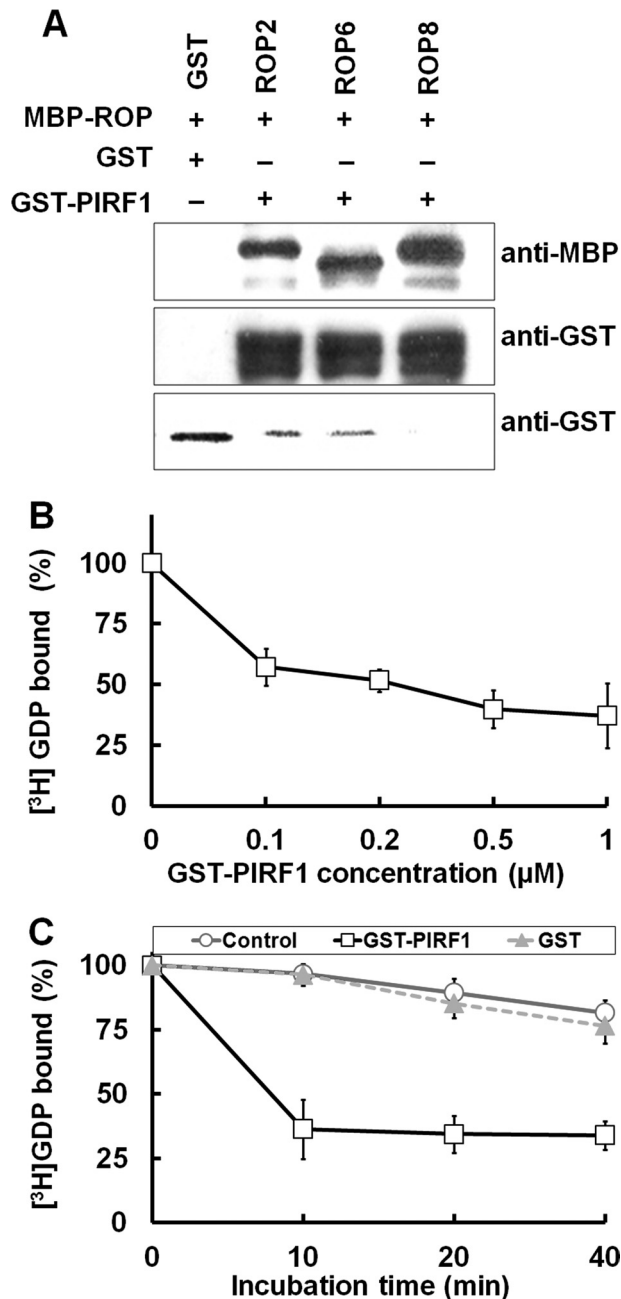 A
GST
ROP2
ROP6
ROP8
MBP-ROP + + + +
GST + – – –
GST-PIRF1 – + + +
anti-MBP
anti-GST
anti-GST
B
[³H] GDP bound (%)
100
75
50
25
0
0 0.1 0.2 0.5 1
GST-PIRF1 concentration (µM)
C
Control GST-PIRF1 GST
[³H]GDP bound (%)
100
75
50
25
0
0 10 20 40
Incubation time (min)